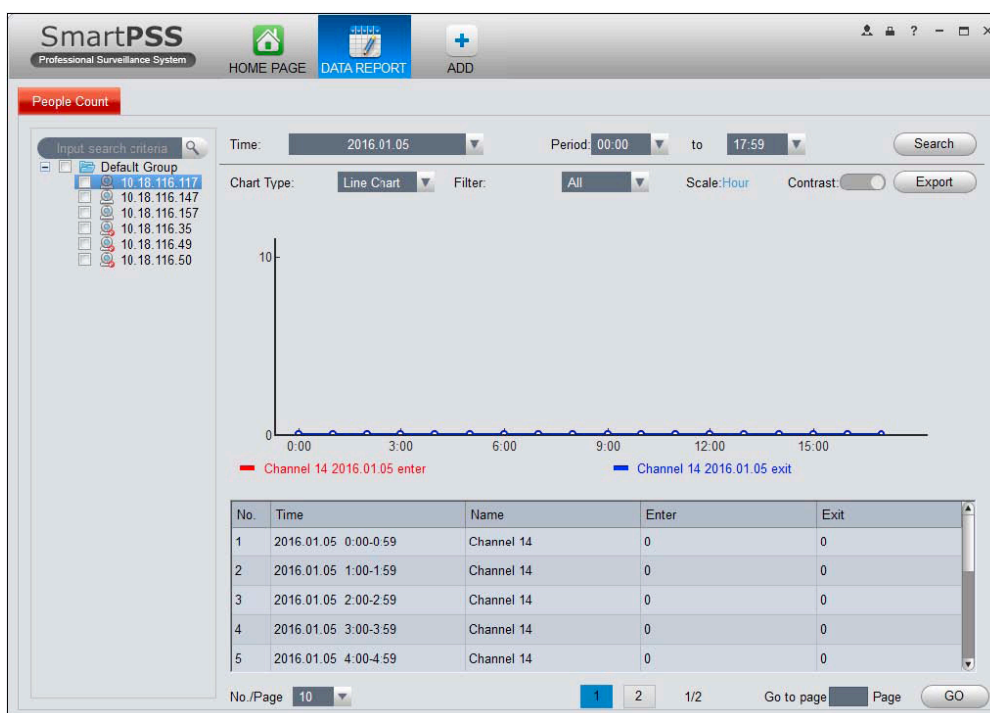 SmartPSS
Professional Surveillance System
HOME PAGE
DATA REPORT
ADD
?
People Count
Input search criteria
Default Group
10.18.116.117
10.18.116.147
10.18.116.157
10.18.116.35
10.18.116.49
10.18.116.50
Time: 2016.01.05 Period: 00:00 to 17:59 Search
Chart Type: Line Chart Filter: All Scale:Hour Contrast: Export
10
0
0:00 3:00 6:00 9:00 12:00 15:00
Channel 14 2016.01.05 enter Channel 14 2016.01.05 exit
No. Time Name Enter Exit
1 2016.01.05 0:00-0:59 Channel 14 0 0
2 2016.01.05 1:00-1:59 Channel 14 0 0
3 2016.01.05 2:00-2:59 Channel 14 0 0
4 2016.01.05 3:00-3:59 Channel 14 0 0
5 2016.01.05 4:00-4:59 Channel 14 0 0
No./Page 10 1 2 1/2 Go to page Page GO